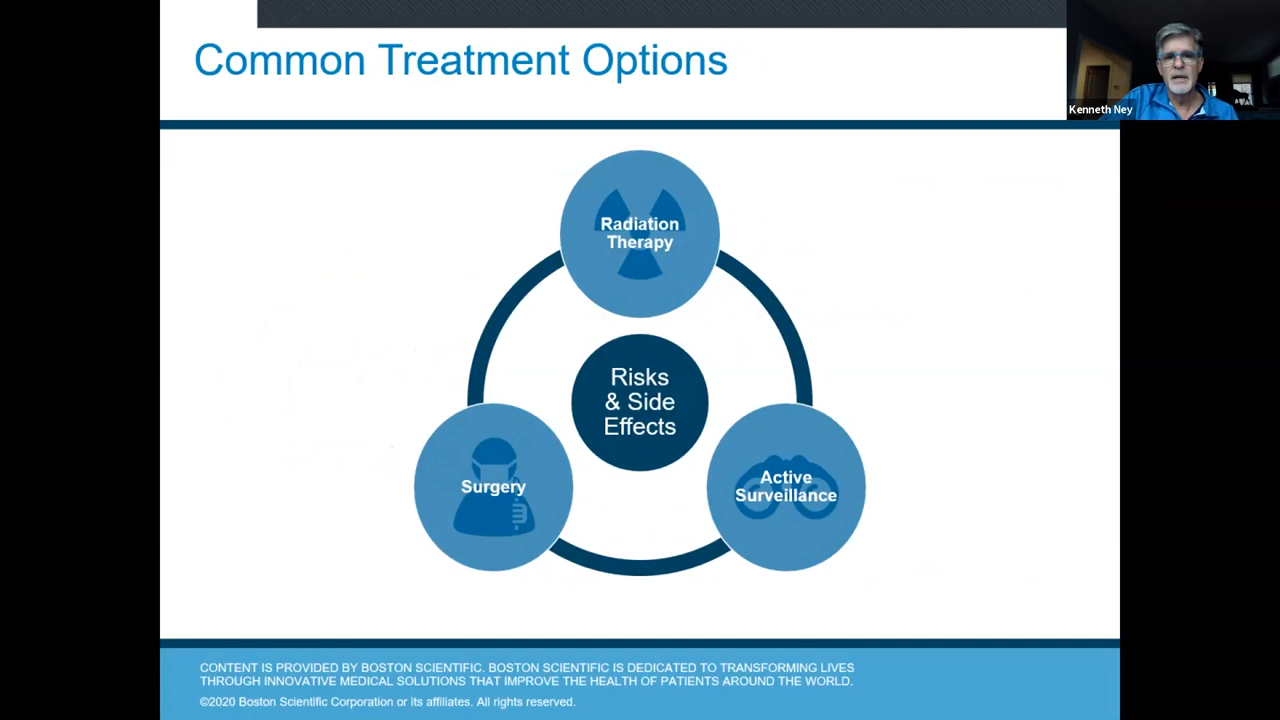 Common Treatment Options
Kenneth Ney
Radiation
Therapy
Risks
& Side
Effects
Surgery
Active
Surveillance
CONTENT IS PROVIDED BY BOSTON SCIENTIFIC. BOSTON SCIENTIFIC IS DEDICATED TO TRANSFORMING LIVES
THROUGH INNOVATIVE MEDICAL SOLUTIONS THAT IMPROVE THE HEALTH OF PATIENTS AROUND THE WORLD.
©2020 Boston Scientific Corporation or its affiliates. All rights reserved.